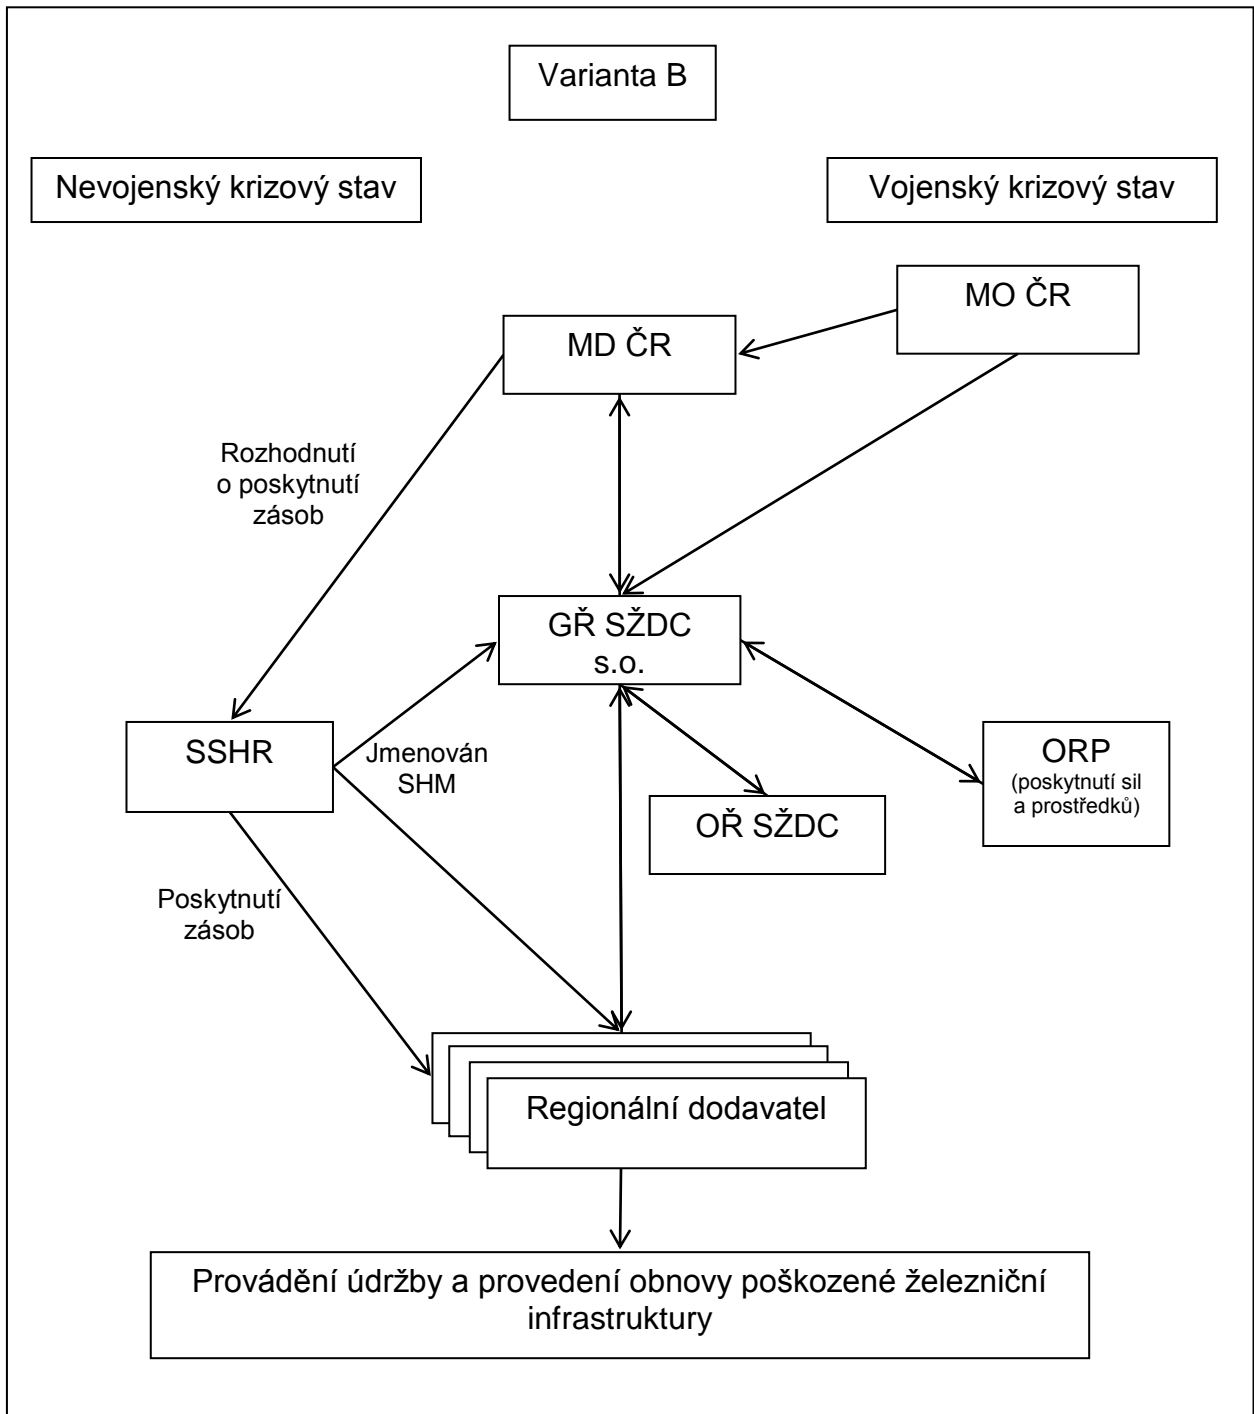 Varianta B
Nevojenský krizový stav
Vojenský krizový stav
MO ČR
MD ČR
Rozhodnutí
o poskytnutí
zásob
GŘ SŽDC
s.o.
SSHR
Jmenován
SHM
ORP
(poskytnutí sil
a prostředků)
OŘ SŽDC
Poskytnutí
zásob
Regionální dodavatel
Provádění údržby a provedení obnovy poškozené železniční
infrastruktury